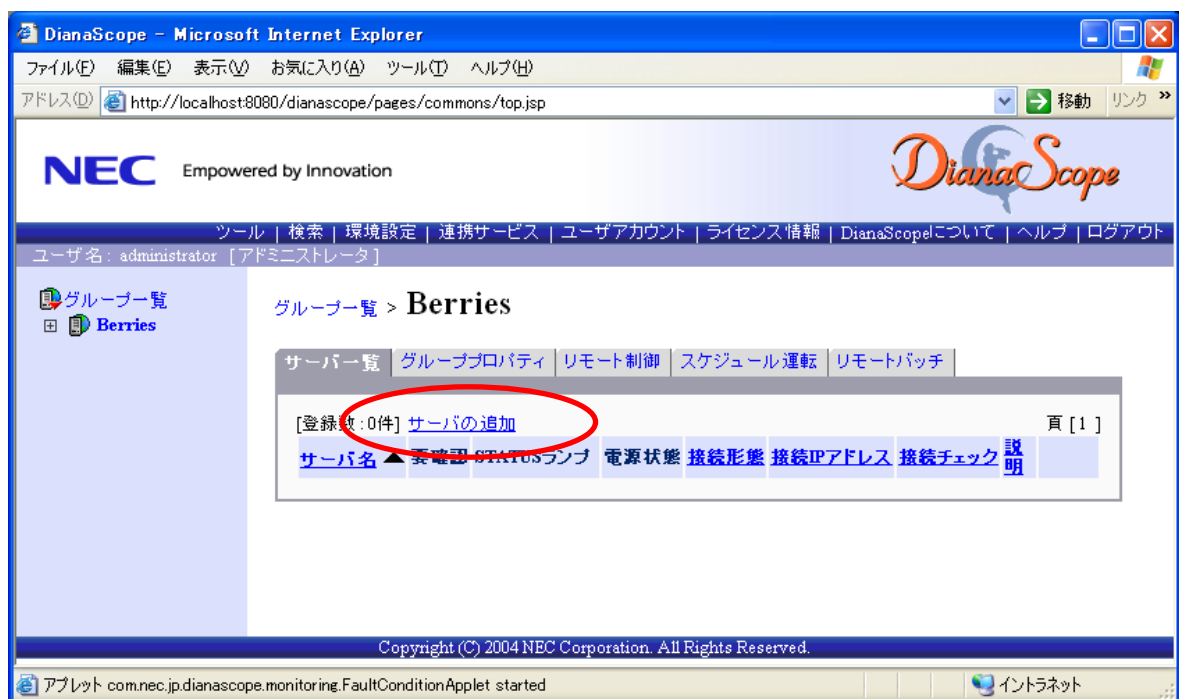 DianaScope - Microsoft Internet Explorer
ファイル(F) 編集(E) 表示(V) お気に入り(A) ツール(T) ヘルプ(H)
アドレス(D) http://localhost:8080/dianascope/pages/commons/top.jsp 移動 リンク »
NEC Empowered by Innovation DianaScope
ツール | 検索 | 環境設定 | 連携サービス | ユーザアカウント | ライセンス情報 | DianaScopeについて | ヘルプ | ログアウト
ユーザ名 : administrator [アドミニストレータ]
グループ一覧
Berries
グループ一覧 > Berries
サーバ一覧 グループプロパティ リモート制御 スケジュール運転 リモートバッチ
[登録数 :0件] サーバの追加 頁 [1 ]
サーバ名 ▲ 要確認 STATUSランプ 電源状態 接続形態 接続IPアドレス 接続チェック 説明
Copyright (C) 2004 NEC Corporation. All Rights Reserved.
アプレット com.nec.jp.dianascope.monitoring.FaultConditionApplet started イントラネット